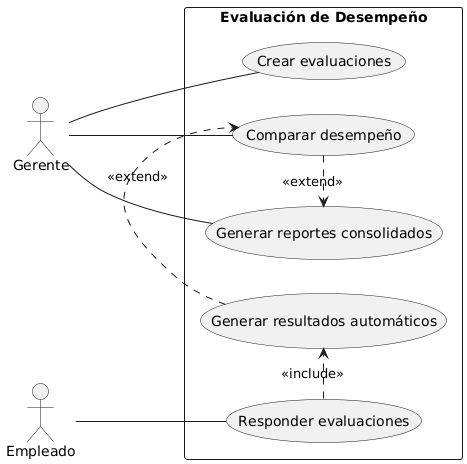 Evaluación de Desempeño
Crear evaluaciones
Gerente
Comparar desempeño
«extend»
«extend»
Generar reportes consolidados
Generar resultados automáticos
«include»
Empleado
Responder evaluaciones